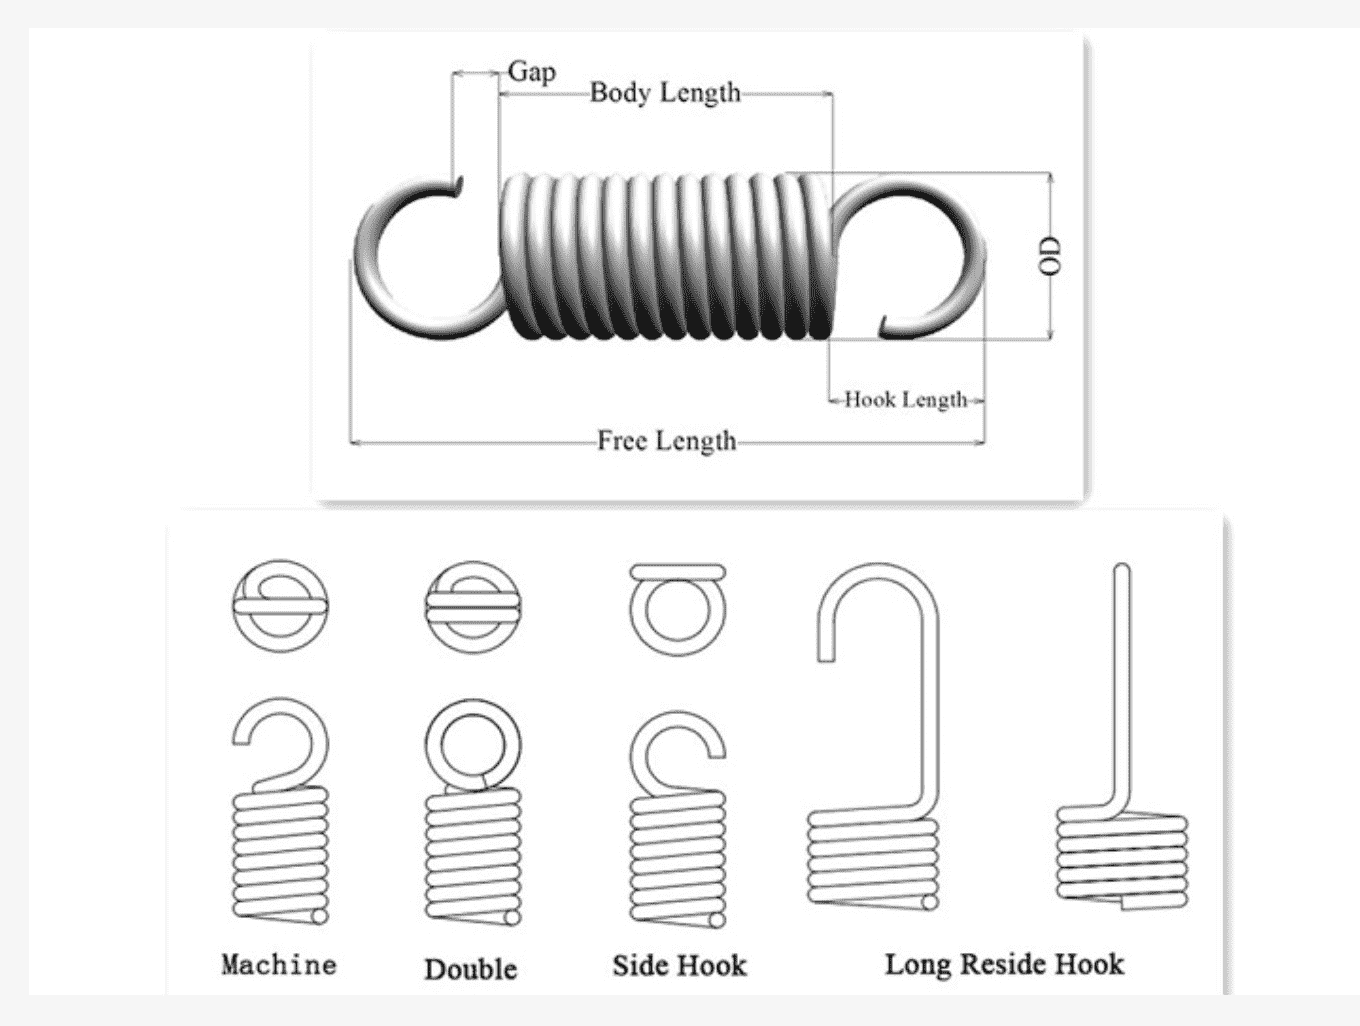 Gap
Body Length
OD
Hook Length
Free Length
Machine
Double
Side Hook
Long Reside Hook